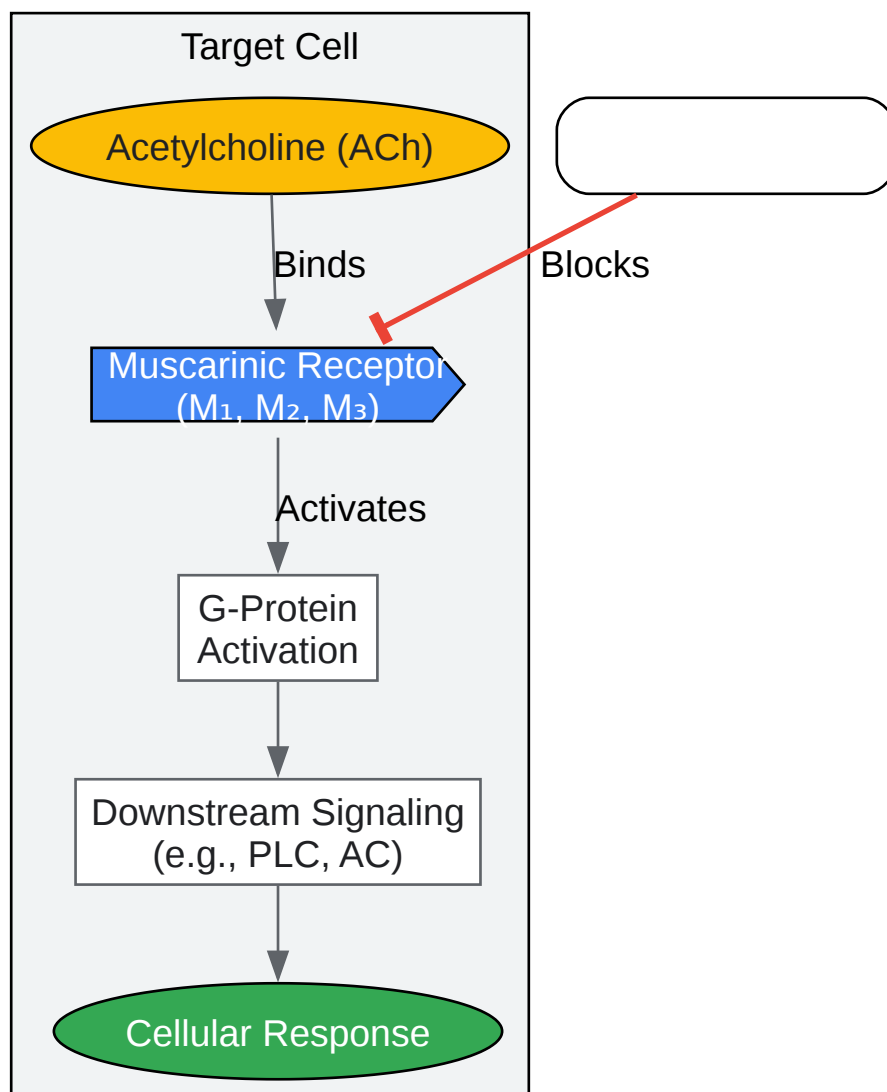 Target Cell
Acetylcholine (ACh)
Binds
Blocks
Muscarinic Receptor
(M₁, M₂, M₃)
Activates
G-Protein
Activation
Downstream Signaling
(e.g., PLC, AC)
Cellular Response